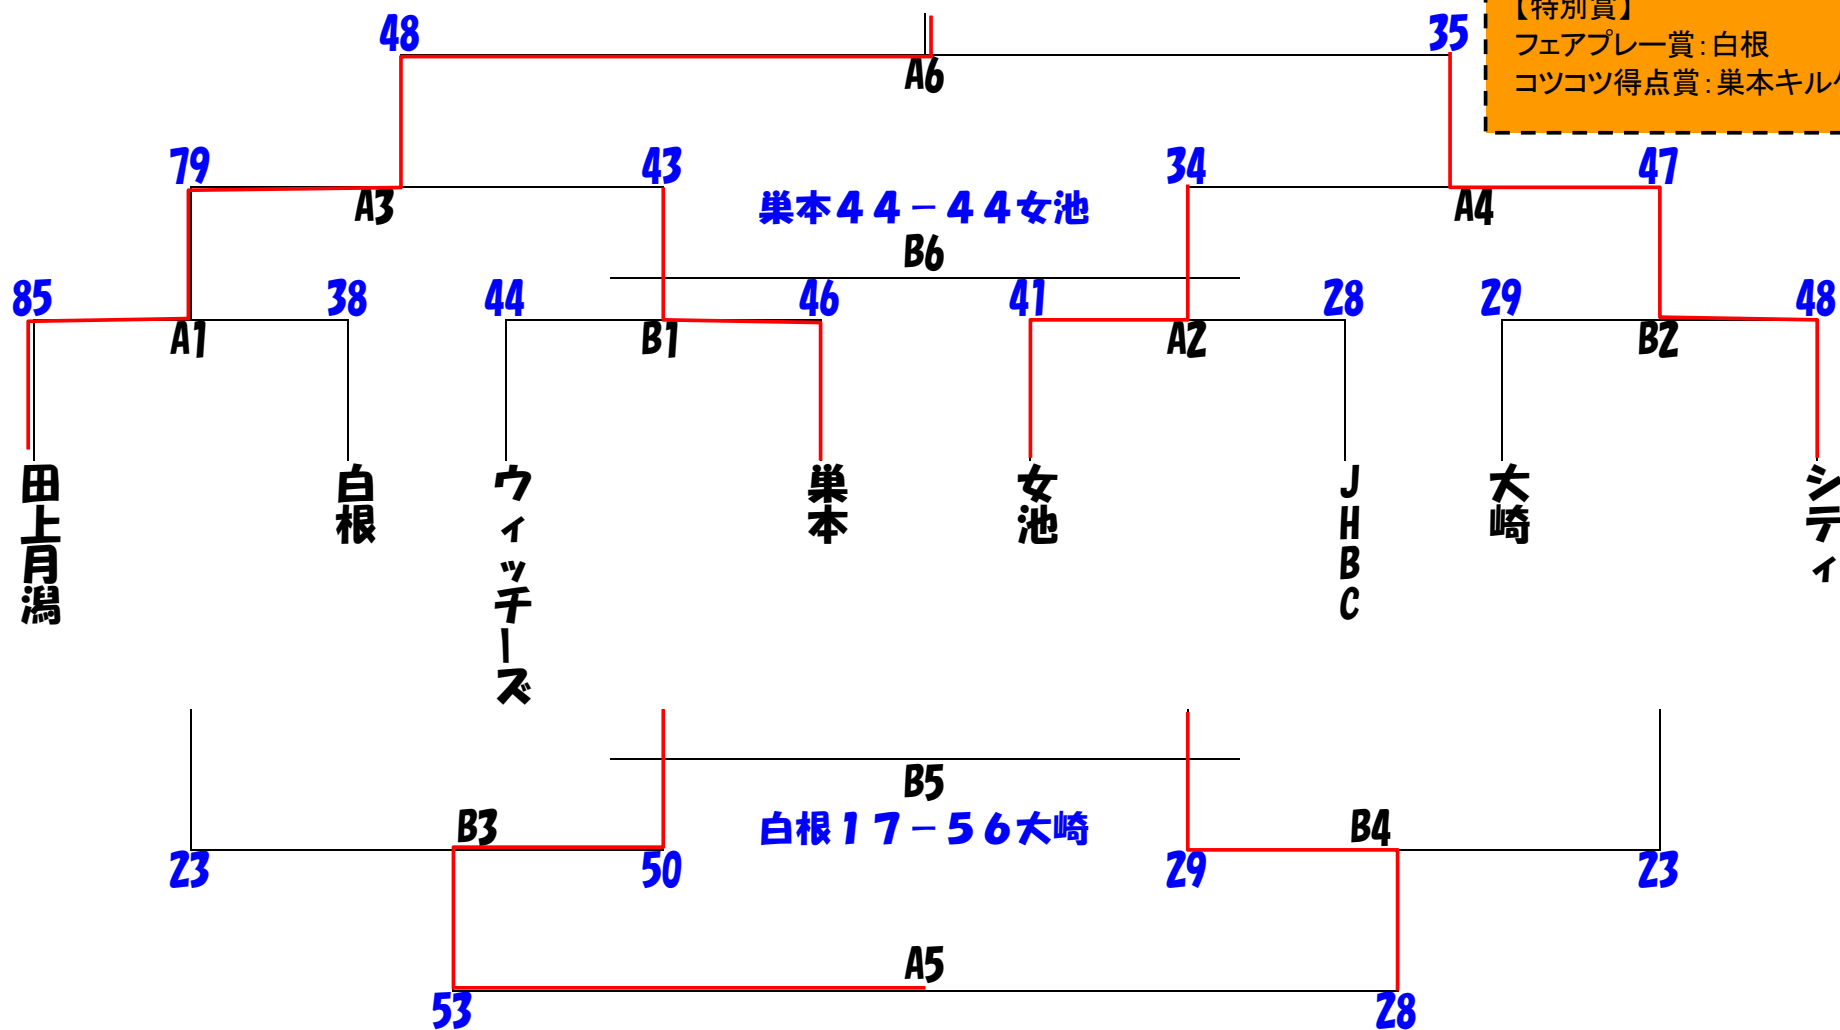 【特別賞】
フェアプレー賞：白根
コツコツ得点賞：巣本キル
48
35
A6
79
43
34
47
A3
巣本４４－４４女池
A4
B6
85
38
44
46
41
28
29
48
A1
B1
A2
B2
田上月潟
白根
ウィッチーズ
巣本
女池
JHBC
大崎
シティ
B5
B3
白根１７－５６大崎
B4
23
50
29
23
A5
53
28